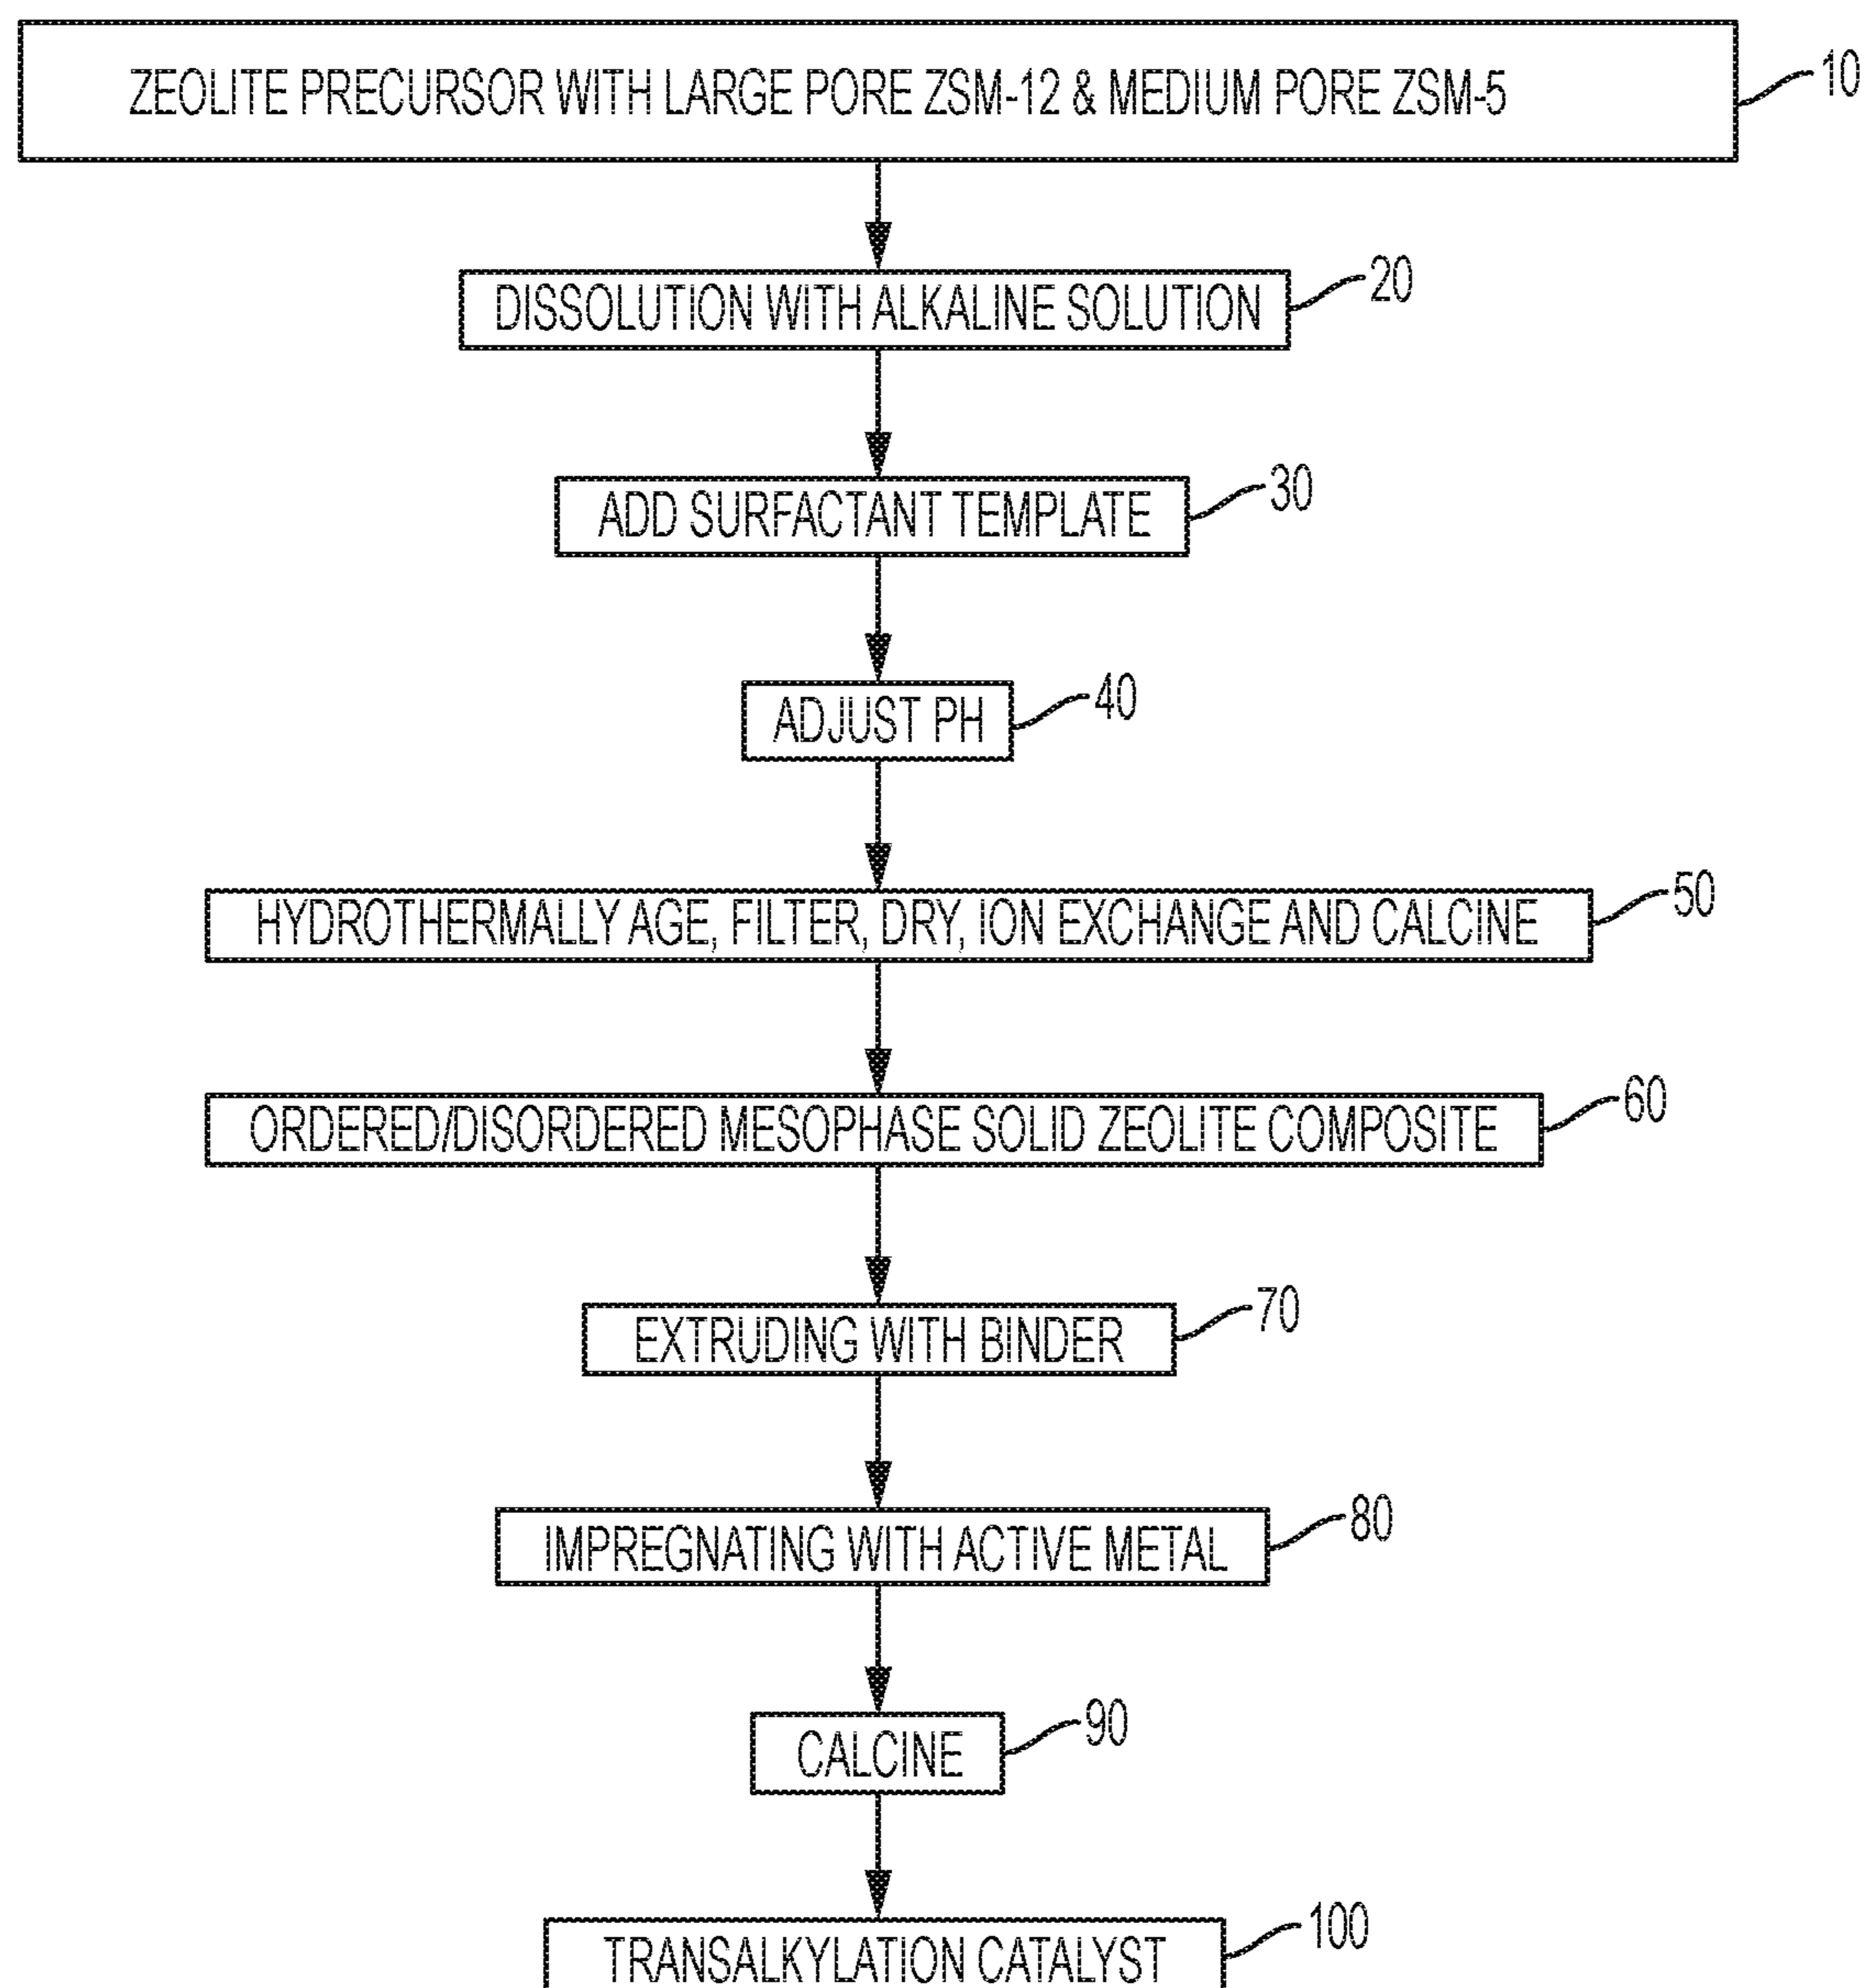 ZEOLITE PRECURSOR WITH LARGE PORE ZSM-12 & MEDIUM PORE ZSM-5
10
DISSOLUTION WITH ALKALINE SOLUTION
20
ADD SURFACTANT TEMPLATE
30
ADJUST PH
40
HYDROTHERMALLY AGE, FILTER, DRY, ION EXCHANGE AND CALCINE
50
ORDERED/DISORDERED MESOPHASE SOLID ZEOLITE COMPOSITE
60
EXTRUDING WITH BINDER
70
IMPREGNATING WITH ACTIVE METAL
80
CALCINE
90
TRANSALKYLATION CATALYST
100